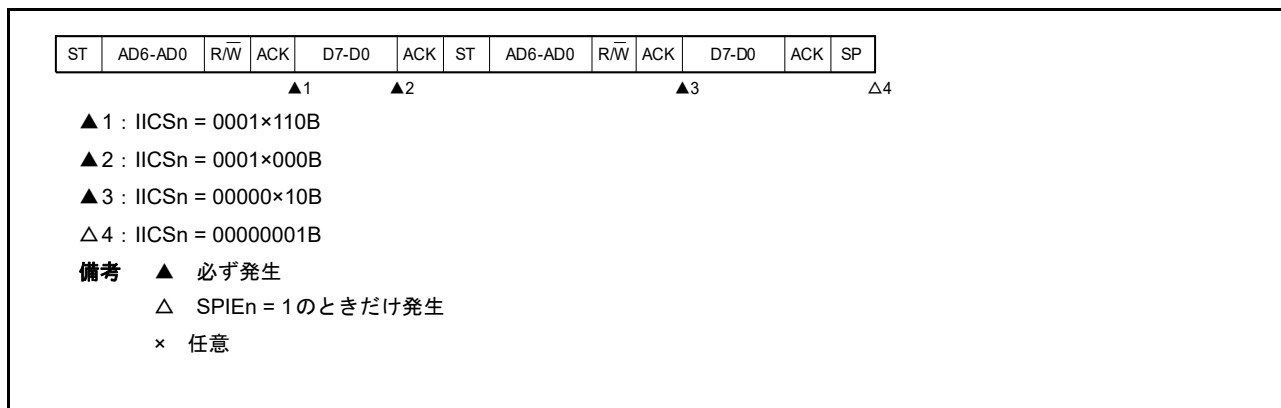 ST AD6-AD0 R/W̅ ACK D7-D0 ACK ST AD6-AD0 R/W̅ ACK D7-D0 ACK SP
▲1 ▲2 ▲3 △4
▲1：IICSn = 0001×110B
▲2：IICSn = 0001×000B
▲3：IICSn = 00000×10B
△4：IICSn = 00000001B
備考 ▲ 必ず発生
△ SPIEn = 1のときだけ発生
× 任意